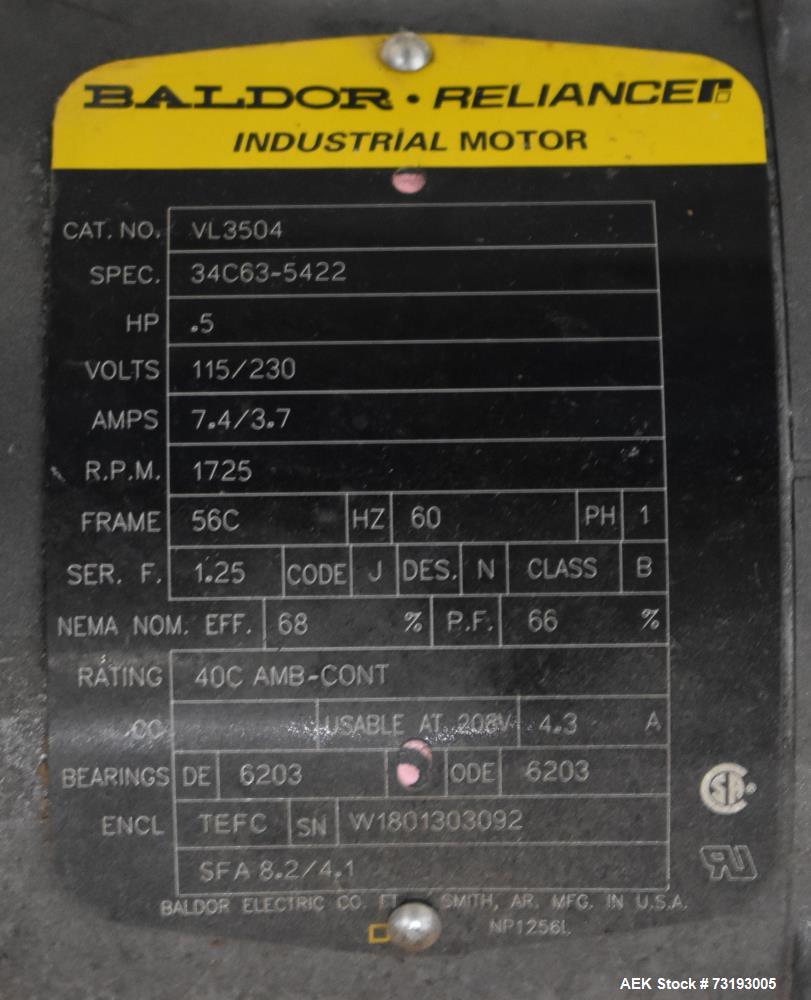 BALDOR • RELIANCE
INDUSTRIAL MOTOR
CAT. NO. VL3504
SPEC. 34C63-5422
HP .5
VOLTS 115/230
AMPS 7.4/3.7
R.P.M. 1725
FRAME 56C HZ 60 PH 1
SER. F. 1.25 CODE J DES. N CLASS B
NEMA NOM. EFF. 68 % P.F. 66 %
RATING 40C AMB-CONT
CC USABLE AT 208V 4.3 A
BEARINGS DE 6203 ODE 6203
ENCL TEFC SN W1801303092
SFA 8.2/4.1
BALDOR ELECTRIC CO. SMITH, AR. MFG. IN U.S.A.
NP1256L
AEK Stock # 73193005